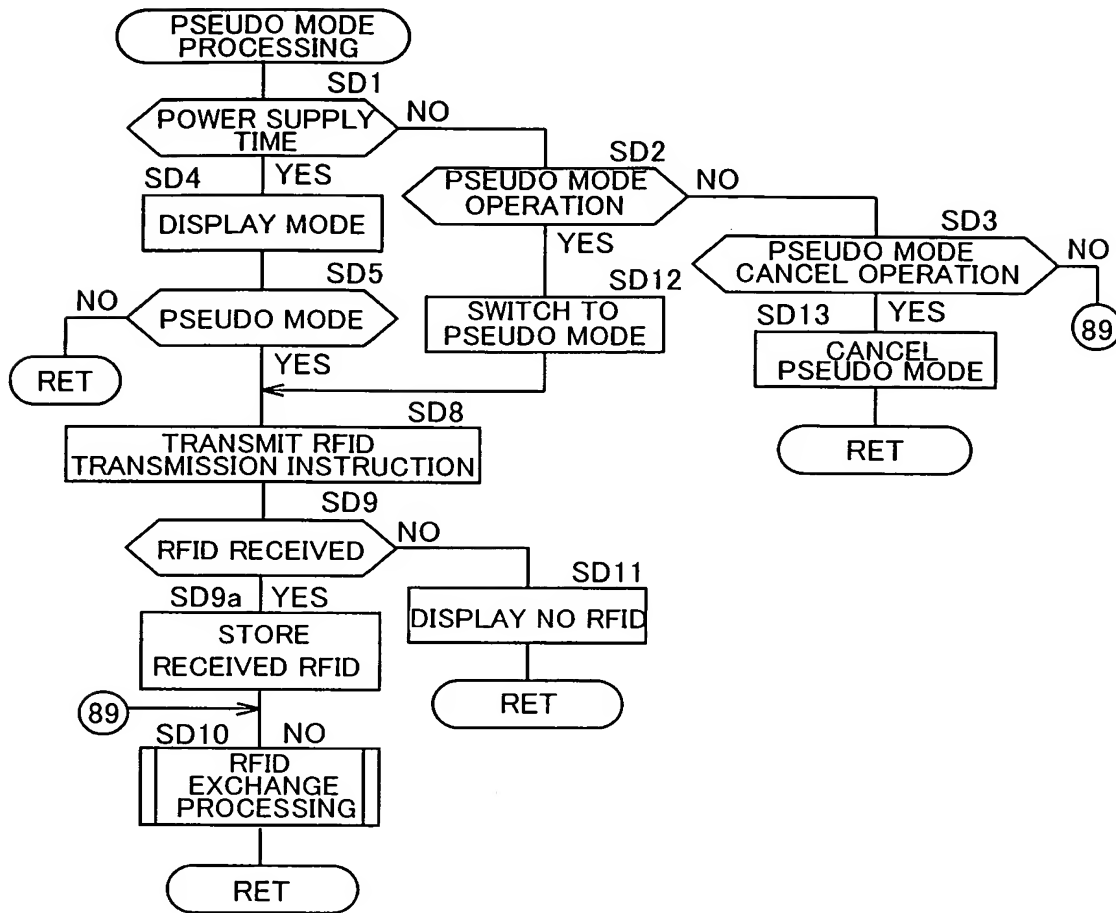 PSEUDO MODE
PROCESSING
SD1
POWER SUPPLY
TIME
NO
YES
SD2
PSEUDO MODE
OPERATION
NO
YES
SD3
PSEUDO MODE
CANCEL OPERATION
NO
89
YES
SD4
DISPLAY MODE
SD5
NO
PSEUDO MODE
YES
RET
SD12
SWITCH TO
PSEUDO MODE
SD13
CANCEL
PSEUDO MODE
RET
SD8
TRANSMIT RFID
TRANSMISSION INSTRUCTION
SD9
RFID RECEIVED
NO
SD11
DISPLAY NO RFID
RET
SD9a
YES
STORE
RECEIVED RFID
89
SD10
NO
RFID
EXCHANGE
PROCESSING
RET